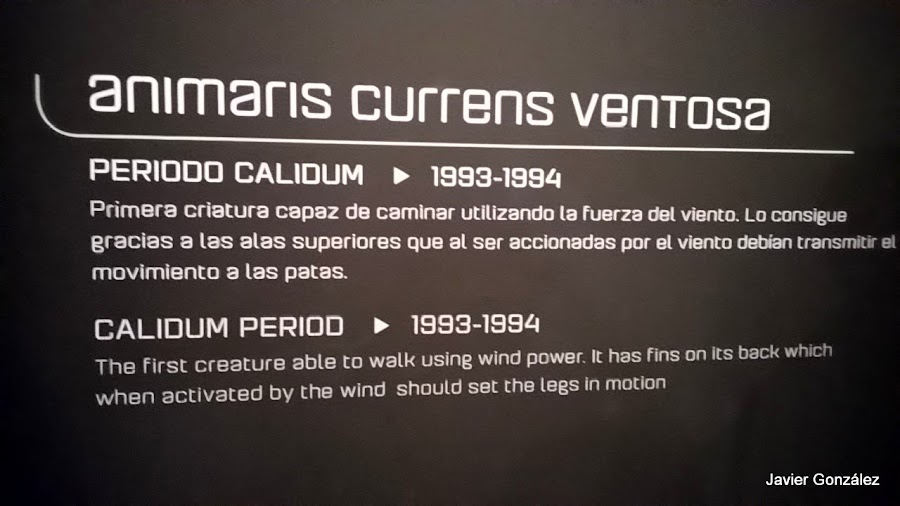 animaris currens ventosa
PERIODO CALIDUM ▶ 1993-1994
Primera criatura capaz de caminar utilizando la fuerza del viento. Lo consigue
gracias a las alas superiores que al ser accionadas por el viento debían transmitir el
movimiento a las patas.
CALIDUM PERIOD ▶ 1993-1994
The first creature able to walk using wind power. It has fins on its back which
when activated by the wind should set the legs in motion
Javier González